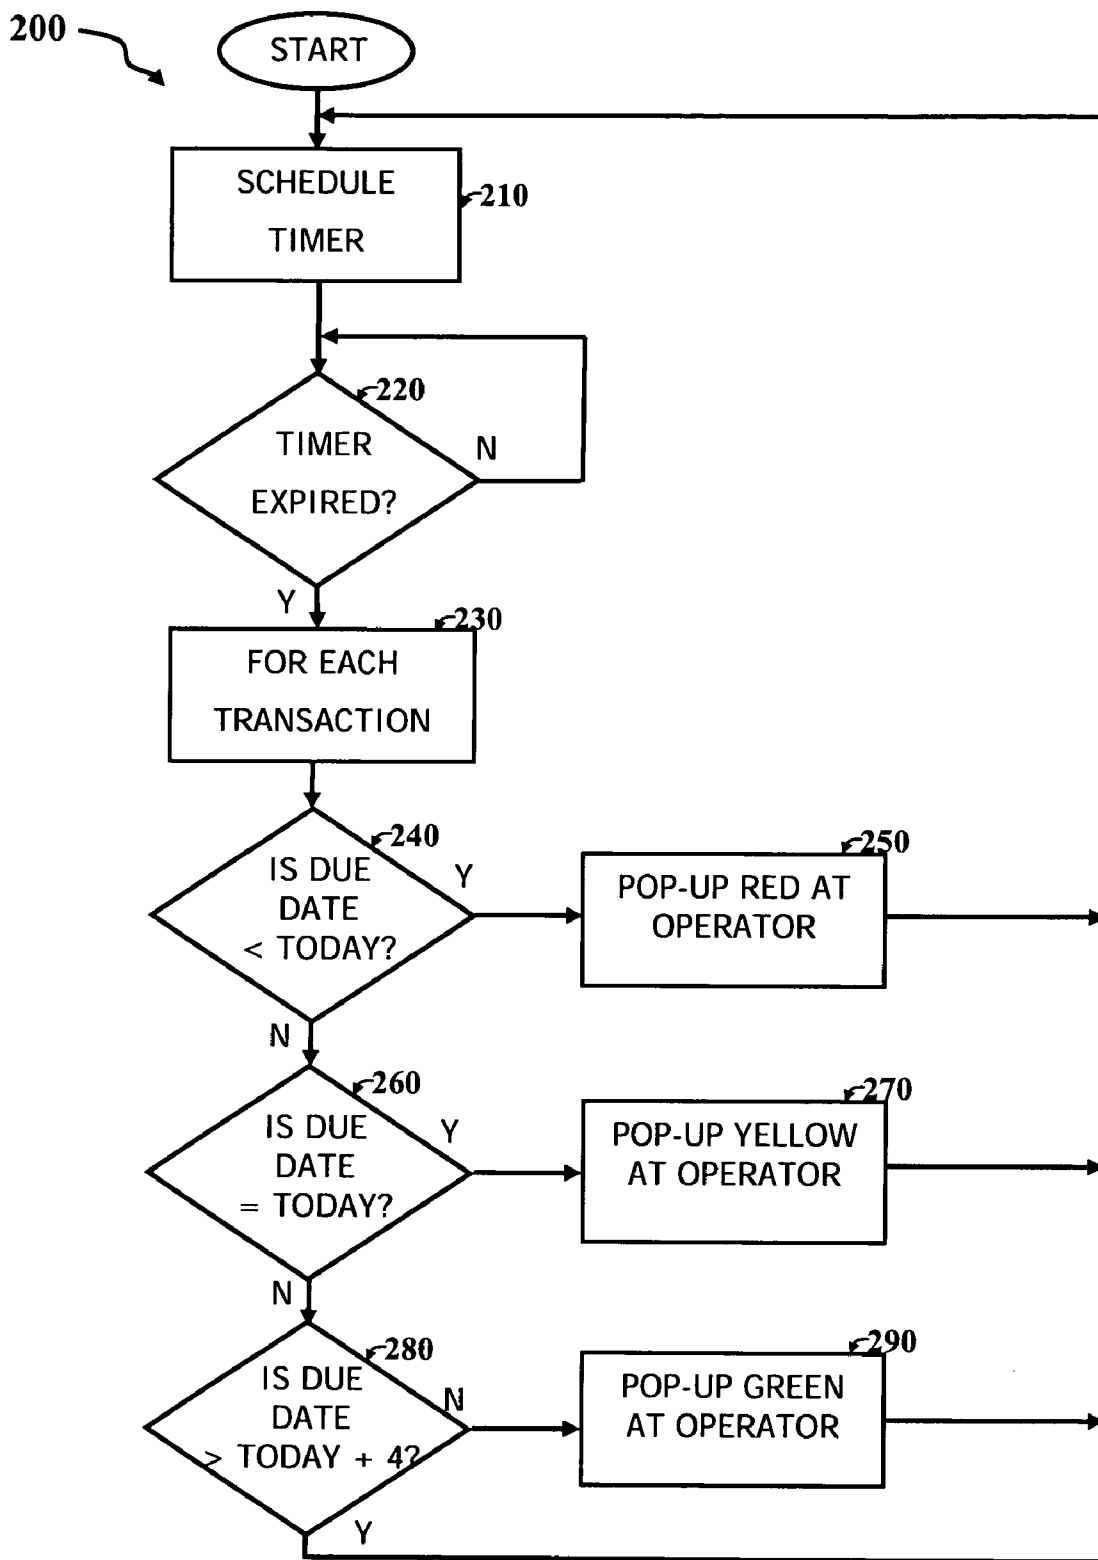 200
START
SCHEDULE
TIMER
210
220
TIMER
EXPIRED?
N
Y
230
FOR EACH
TRANSACTION
240
IS DUE
DATE
< TODAY?
Y
250
POP-UP RED AT
OPERATOR
N
260
IS DUE
DATE
= TODAY?
Y
270
POP-UP YELLOW
AT OPERATOR
N
280
IS DUE
DATE
> TODAY + 4?
N
290
POP-UP GREEN
AT OPERATOR
Y